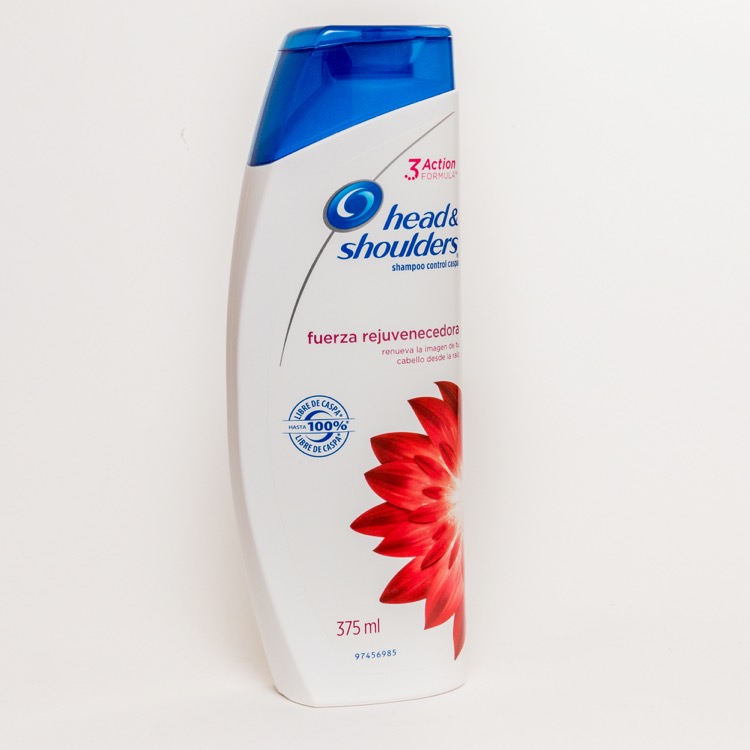 3 Action
FORMULA
head &
shoulders
shampoo control caspa
fuerza rejuvenecedora
renueva la imagen de tu
cabello desde la raíz
LIBRE DE CASPA*
HASTA 100%*
LIBRE DE CASPA*
375 ml
97456985